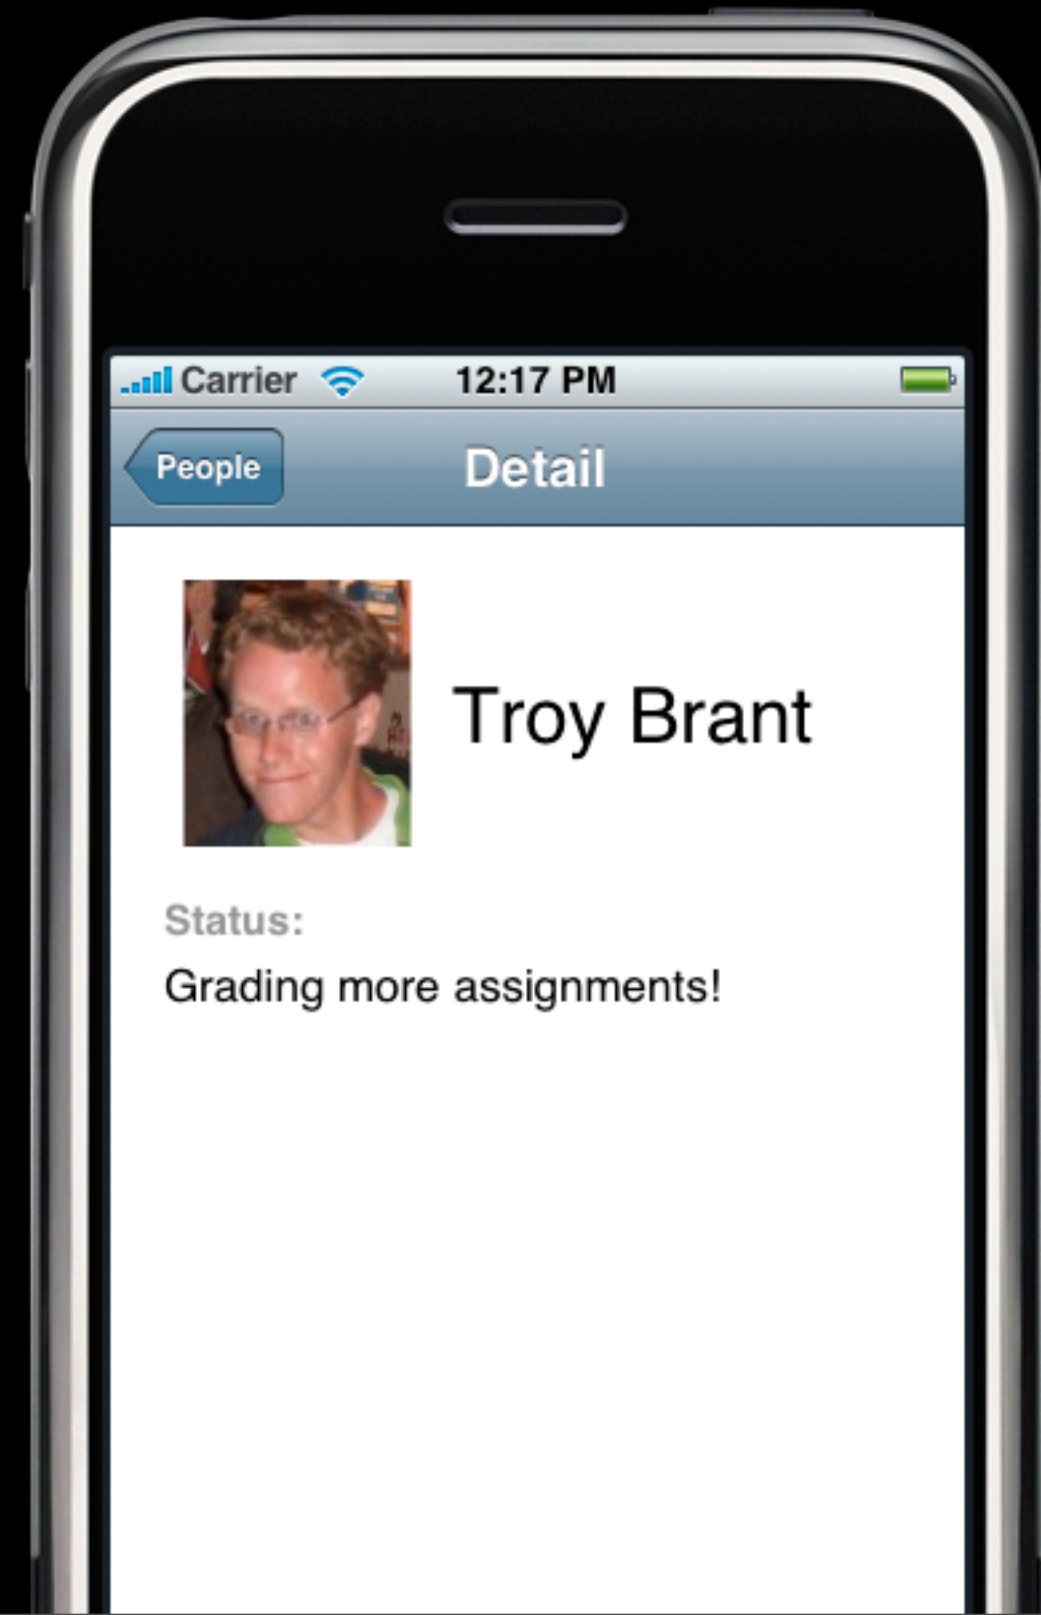 Carrier 12:17 PM
People Detail
Troy Brant
Status:
Grading more assignments!